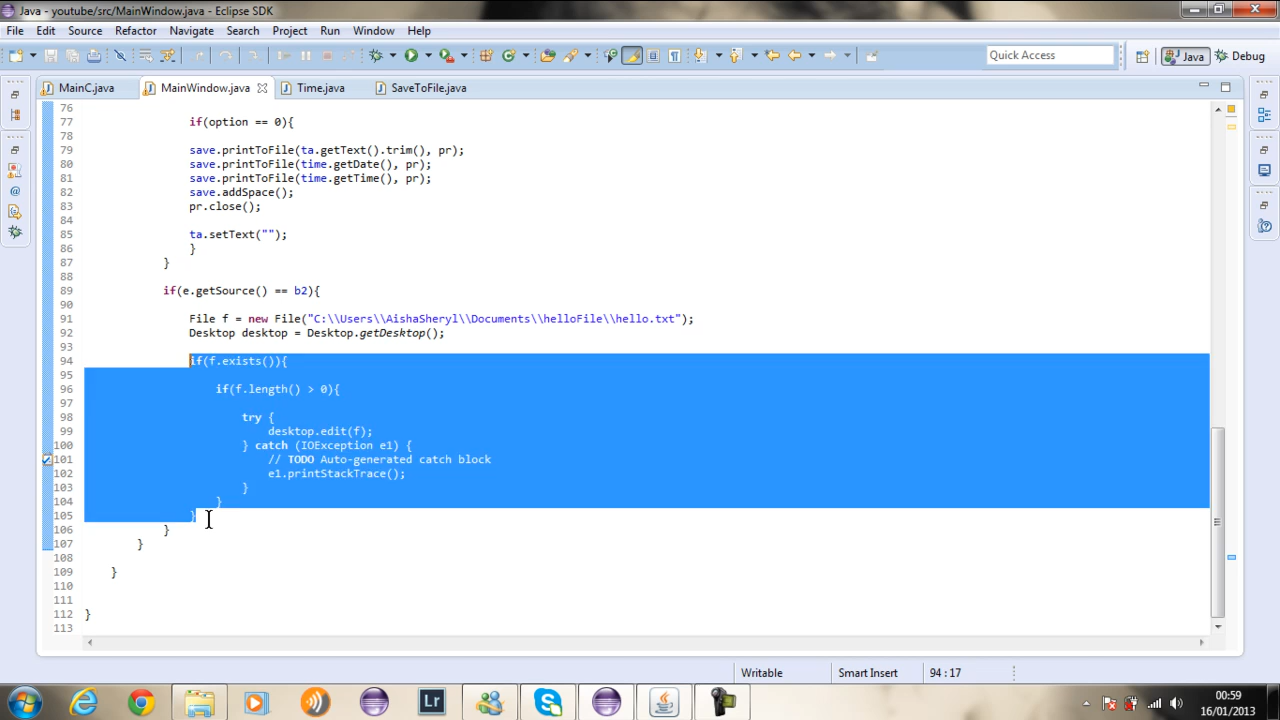 Java - youtube/src/MainWindow.java - Eclipse SDK
File Edit Source Refactor Navigate Search Project Run Window Help
Quick Access Java Debug
MainC.java MainWindow.java Time.java SaveToFile.java
76
77 if(option == 0){
78
79 save.printToFile(ta.getText().trim(), pr);
80 save.printToFile(time.getDate(), pr);
81 save.printToFile(time.getTime(), pr);
82 save.addSpace();
83 pr.close();
84
85 ta.setText("");
86 }
87 }
88
89 if(e.getSource() == b2){
90
91 File f = new File("C:\\Users\\AishaSheryl\\Documents\\helloFile\\hello.txt");
92 Desktop desktop = Desktop.getDesktop();
93
94 if(f.exists()){
95
96 if(f.length() > 0){
97
98 try {
99 desktop.edit(f);
100 } catch (IOException e1) {
101 // TODO Auto-generated catch block
102 e1.printStackTrace();
103 }
104 }
105 }
106 }
107 }
108
109 }
110
111
112 }
113
Writable Smart Insert 94 : 17
Lr
00:59
16/01/2013